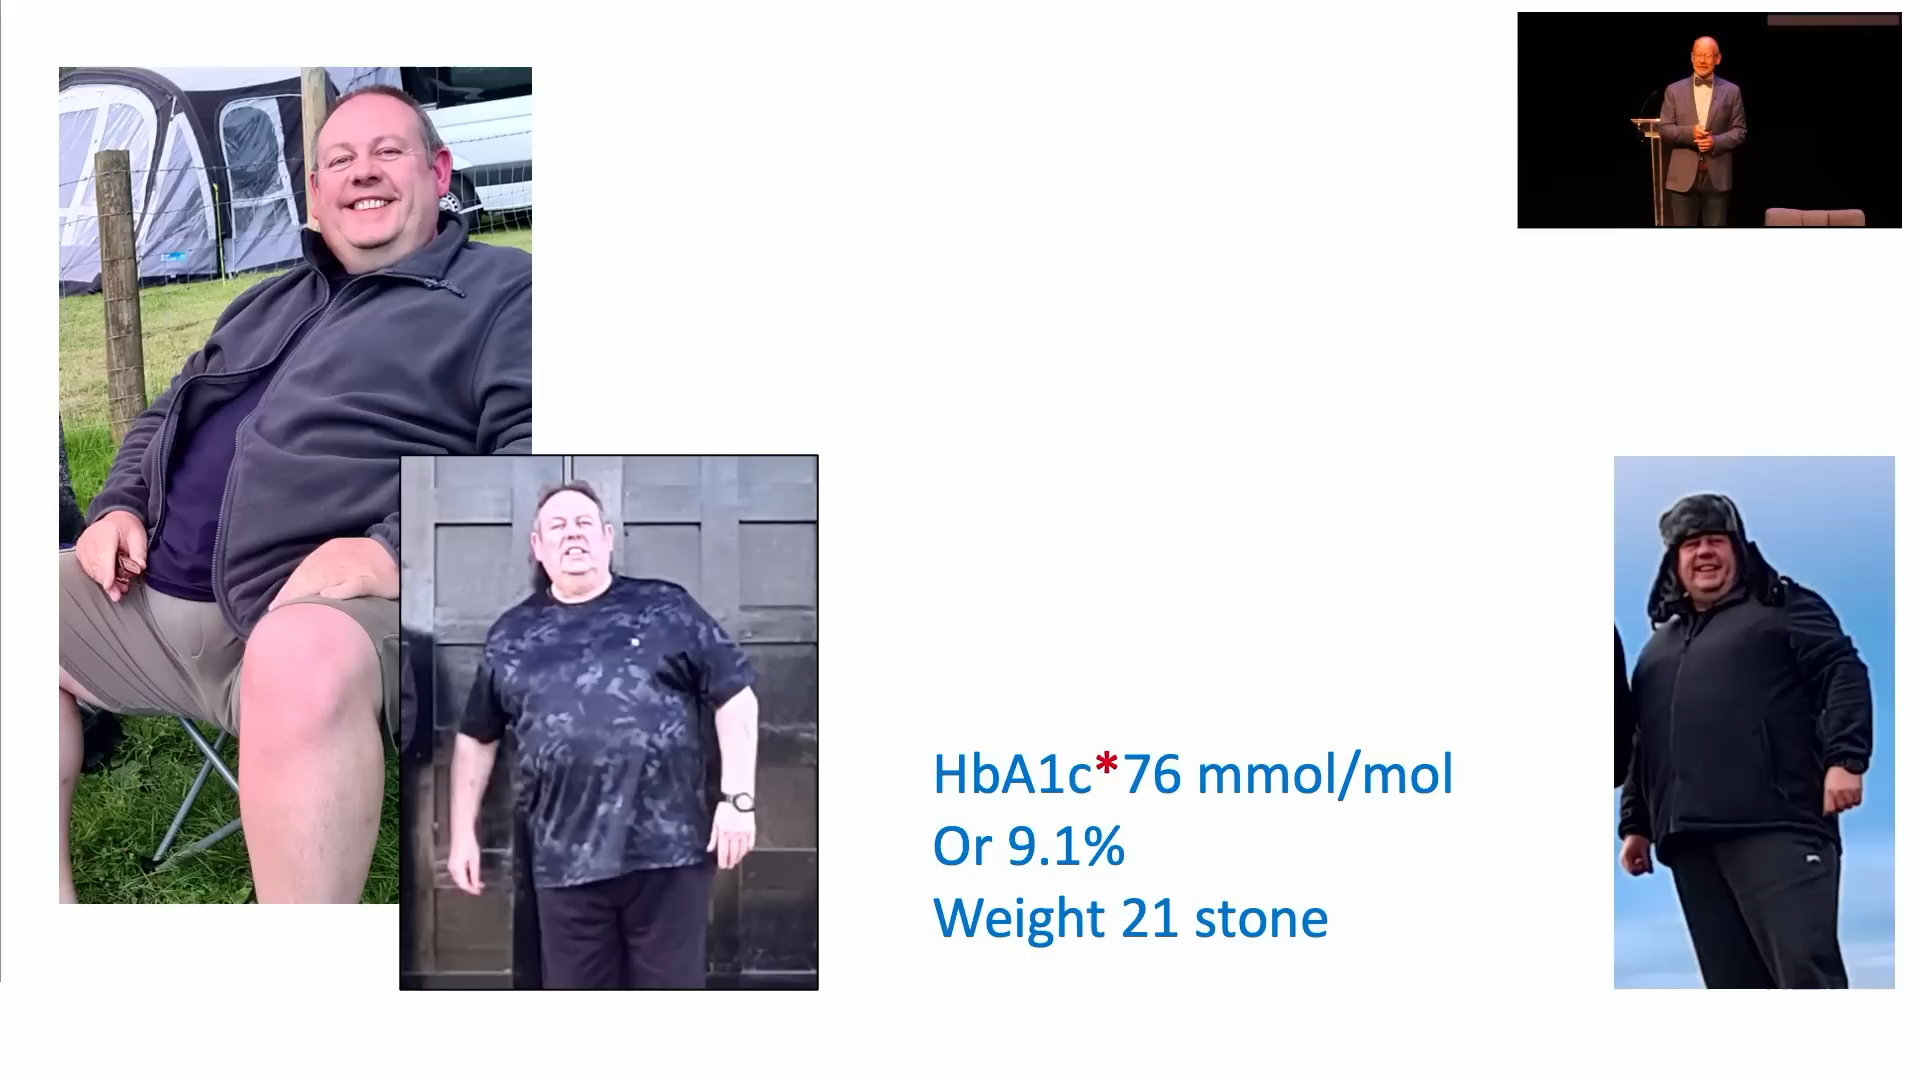 HbA1c*76 mmol/mol
Or 9.1%
Weight 21 stone